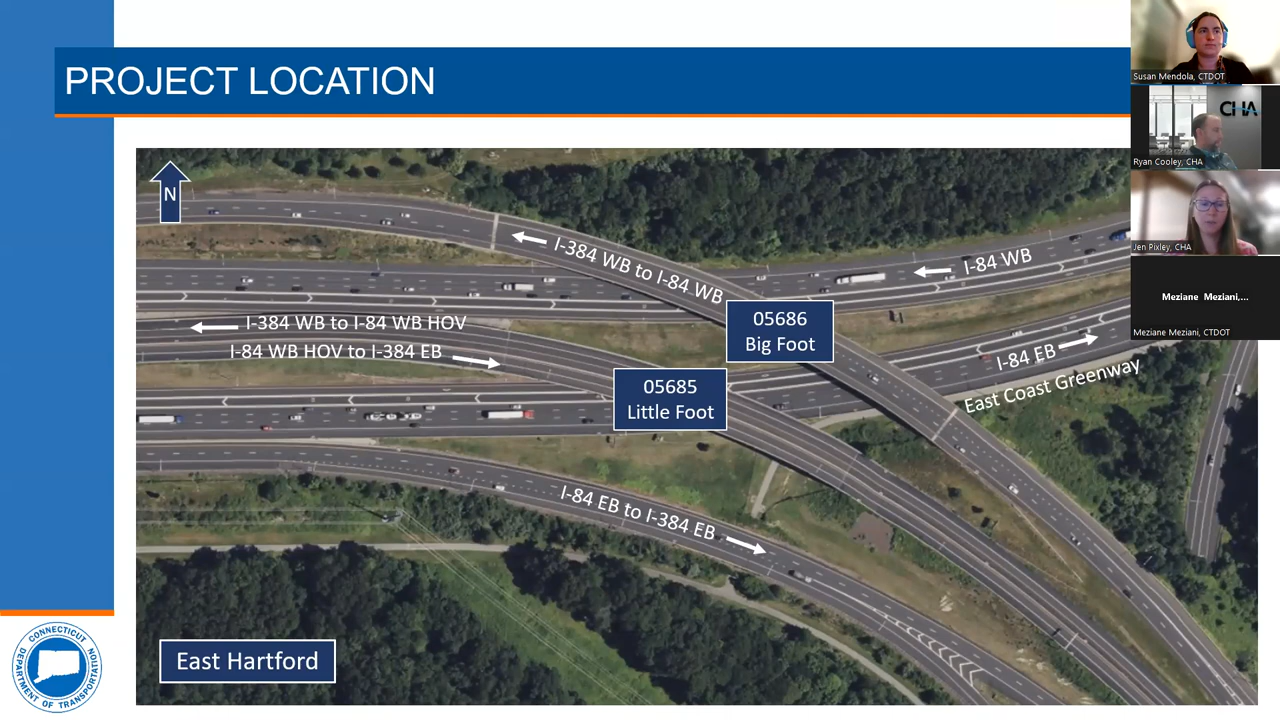 PROJECT LOCATION
Susan Mendola, CTDOT
CHA
Ryan Cooley, CHA
Jen Pixley, CHA
Meziane Meziani,...
Meziane Meziani, CTDOT
N
I-384 WB to I-84 WB
I-84 WB
05686
Big Foot
I-384 WB to I-84 WB HOV
I-84 WB HOV to I-384 EB
I-84 EB
East Coast Greenway
05685
Little Foot
I-84 EB to I-384 EB
East Hartford
CONNECTICUT
DEPARTMENT OF TRANSPORTATION